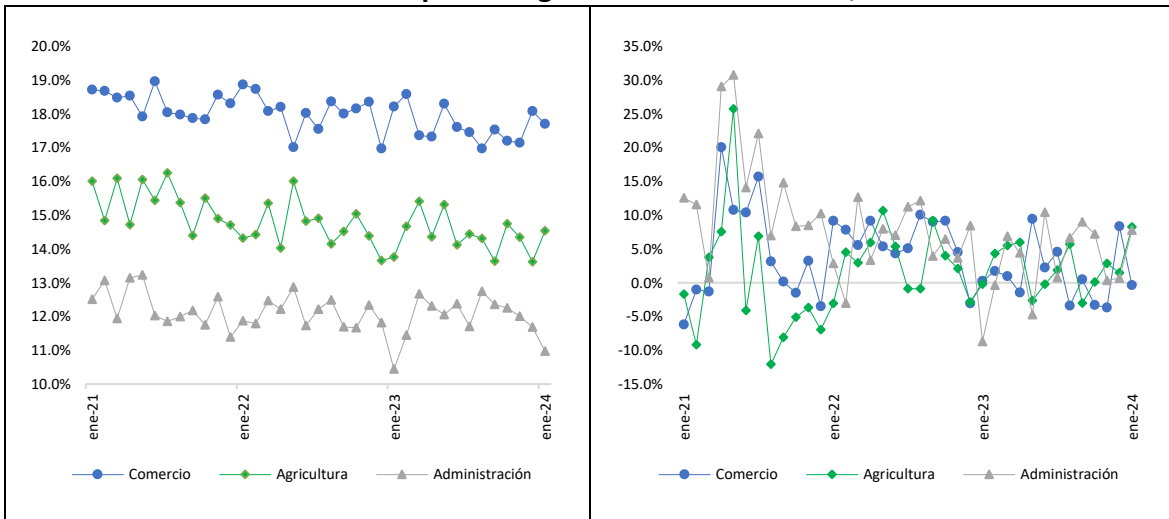 20.0%
19.0%
18.0%
17.0%
16.0%
15.0%
14.0%
13.0%
12.0%
11.0%
10.0%
ene-21
ene-22
ene-23
ene-24
Comercio Agricultura Administración
35.0%
30.0%
25.0%
20.0%
15.0%
10.0%
5.0%
0.0%
-5.0%
-10.0%
-15.0%
ene-21
ene-22
ene-23
ene-24
Comercio Agricultura Administración